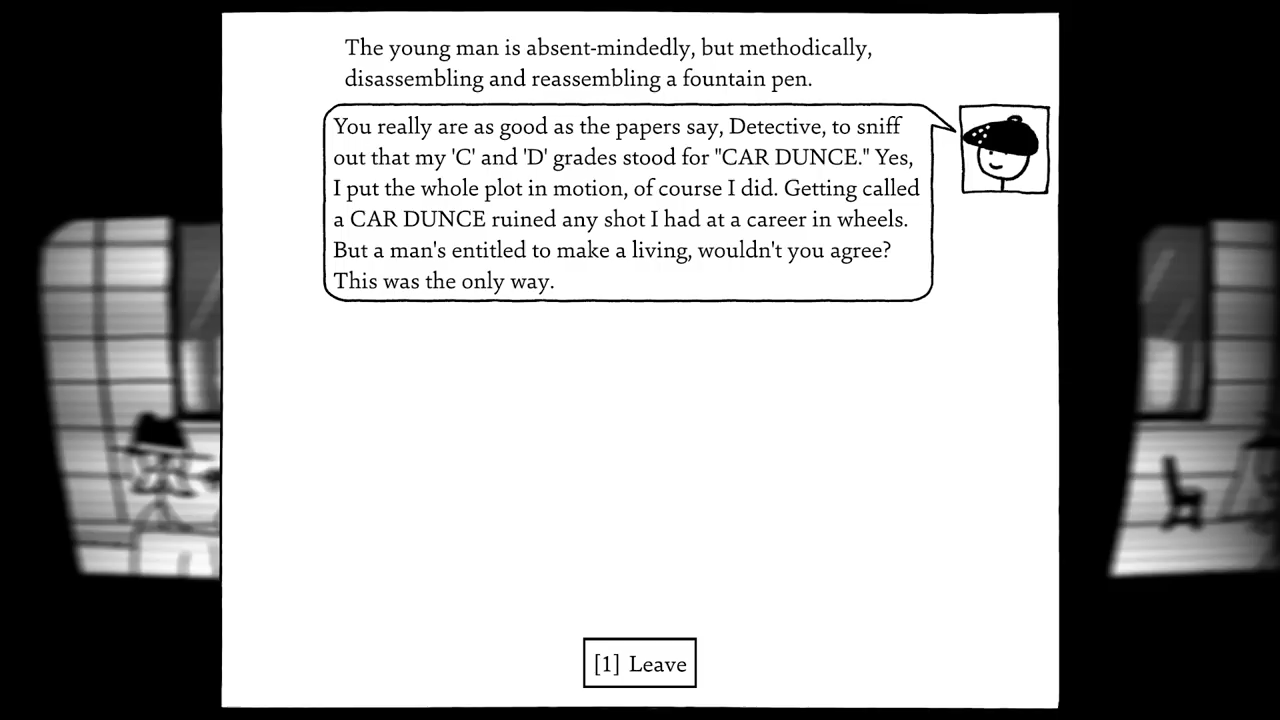 The young man is absent-mindedly, but methodically,
disassembling and reassembling a fountain pen.
You really are as good as the papers say, Detective, to sniff
out that my 'C' and 'D' grades stood for "CAR DUNCE." Yes,
I put the whole plot in motion, of course I did. Getting called
a CAR DUNCE ruined any shot I had at a career in wheels.
But a man's entitled to make a living, wouldn't you agree?
This was the only way.
[1] Leave